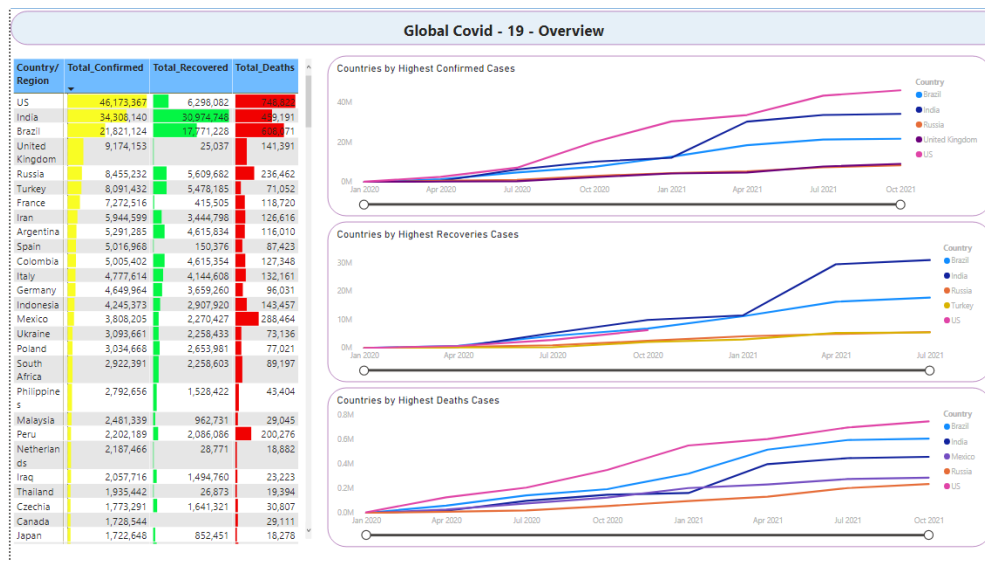 Global Covid - 19 - Overview
Country/ Total_Confirmed Total_Recovered Total_Deaths
Region
US 46,173,367 6,298,082 748,622
India 34,308,140 30,974,748 459,191
Brazil 21,821,124 17,771,228 608,071
United 9,174,153 25,037 141,391
Kingdom
Russia 8,455,232 5,609,682 236,462
Turkey 8,091,432 5,478,185 71,052
France 7,272,516 415,505 118,720
Iran 5,944,599 3,444,798 126,616
Argentina 5,291,285 4,615,834 116,010
Spain 5,016,968 150,376 87,423
Colombia 5,005,402 4,615,354 127,348
Italy 4,777,614 4,144,608 132,161
Germany 4,649,964 3,659,260 96,031
Indonesia 4,245,373 2,907,920 143,457
Mexico 3,808,205 2,270,427 288,464
Ukraine 3,093,661 2,258,433 73,136
Poland 3,034,668 2,653,981 77,021
South 2,922,391 2,258,603 89,197
Africa
Philippine 2,792,656 1,528,422 43,404
s
Malaysia 2,481,339 962,731 29,045
Peru 2,202,189 2,086,086 200,276
Netherlan 2,187,466 28,771 18,882
ds
Iraq 2,057,716 1,494,760 23,223
Thailand 1,935,442 26,873 19,394
Czechia 1,773,291 1,641,321 30,807
Canada 1,728,544 29,111
Japan 1,722,648 852,451 18,278
Countries by Highest Confirmed Cases
Country
Brazil
India
Russia
United Kingdom
US
40M
20M
0M
Jan 2020 Apr 2020 Jul 2020 Oct 2020 Jan 2021 Apr 2021 Jul 2021 Oct 2021
Countries by Highest Recoveries Cases
Country
Brazil
India
Russia
Turkey
US
30M
20M
10M
0M
Jan 2020 Apr 2020 Jul 2020 Oct 2020 Jan 2021 Apr 2021 Jul 2021
Countries by Highest Deaths Cases
Country
Brazil
India
Mexico
Russia
US
0.8M
0.6M
0.4M
0.2M
0.0M
Jan 2020 Apr 2020 Jul 2020 Oct 2020 Jan 2021 Apr 2021 Jul 2021 Oct 2021